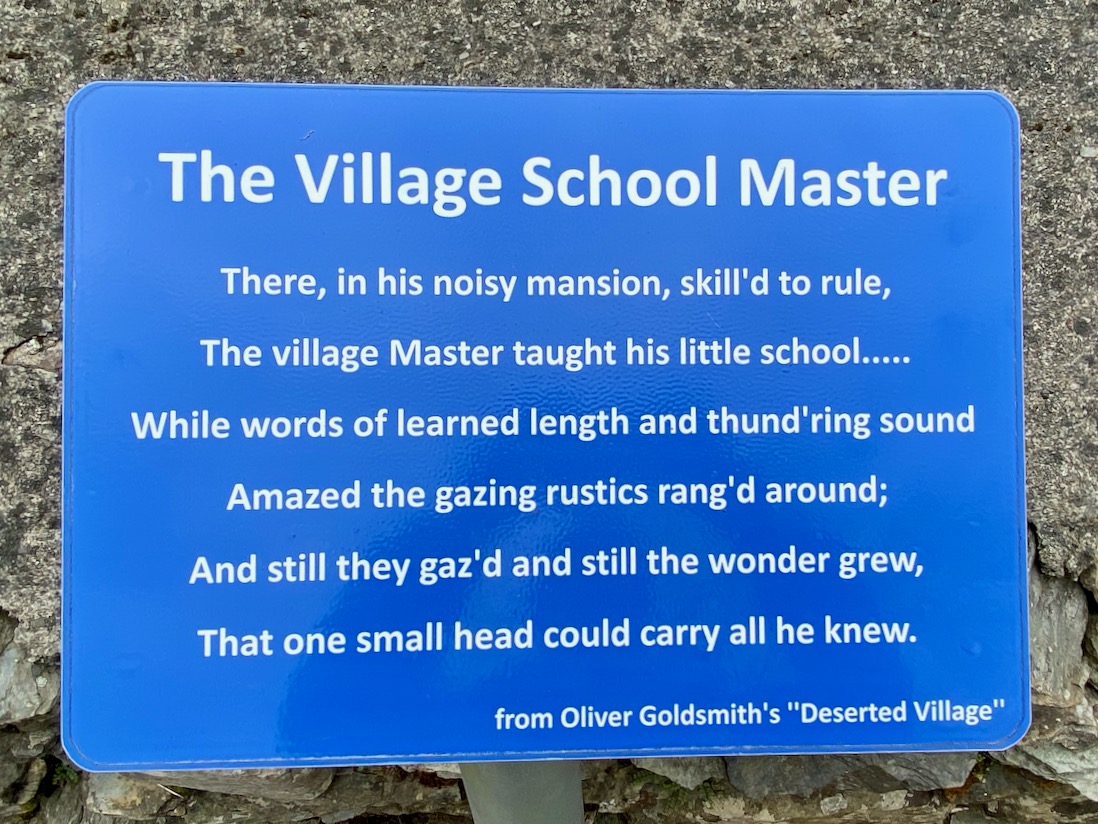 The Village School Master
There, in his noisy mansion, skill'd to rule,
The village Master taught his little school.....
While words of learned length and thund'ring sound
Amazed the gazing rustics rang'd around;
And still they gaz'd and still the wonder grew,
That one small head could carry all he knew.
from Oliver Goldsmith's "Deserted Village"